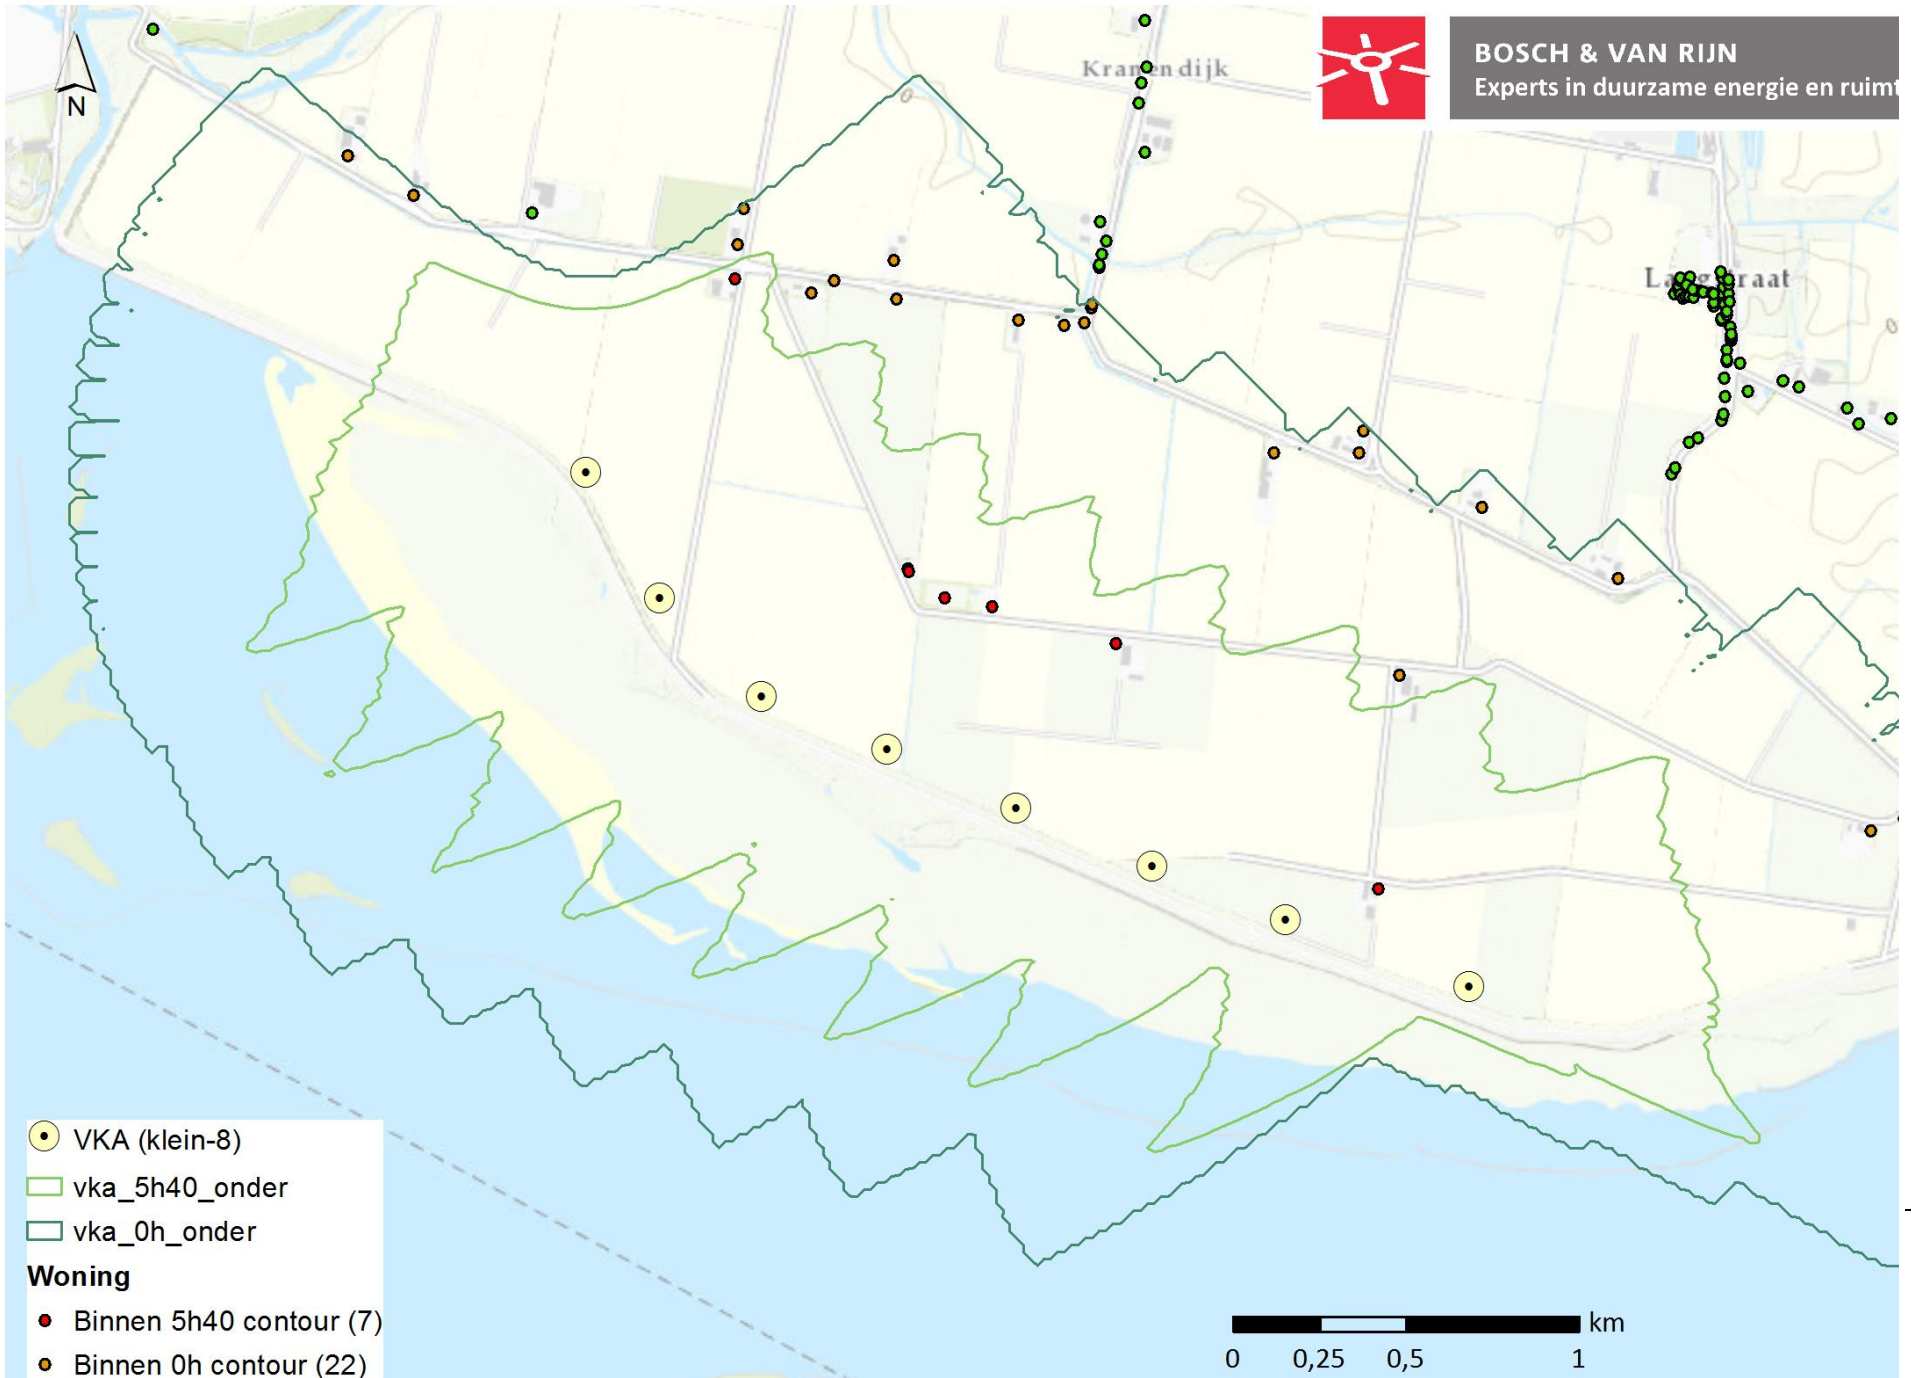 N
Kranendijk
BOSCH & VAN RIJN
Experts in duurzame energie en ruimt
VKA (klein-8)
vka_5h40_onder
vka_0h_onder
Woning
Binnen 5h40 contour (7)
Binnen 0h contour (22)
km
0 0,25 0,5 1